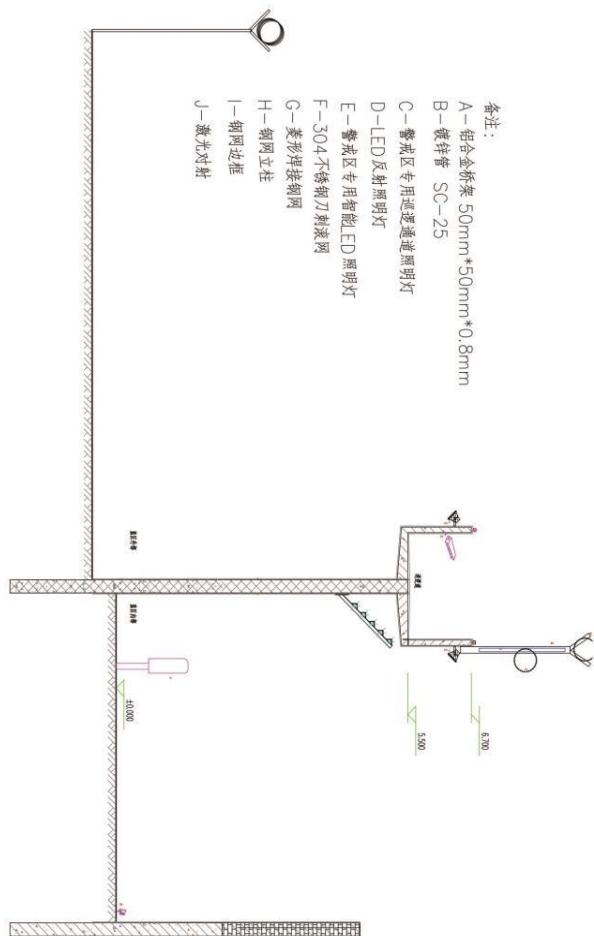 备注：
A－铝合金桥架 50mm*50mm*0.8mm
B－镀锌管 SC－25
C－警戒区专用巡逻通道照明灯
D－LED反射照明灯
E－警戒区专用智能LED照明灯
F－304不锈钢刀刺滚网
G－菱形焊接钢网
H－钢网立柱
I－钢网边框
J－激光对射
6.700
5.500
±0.000